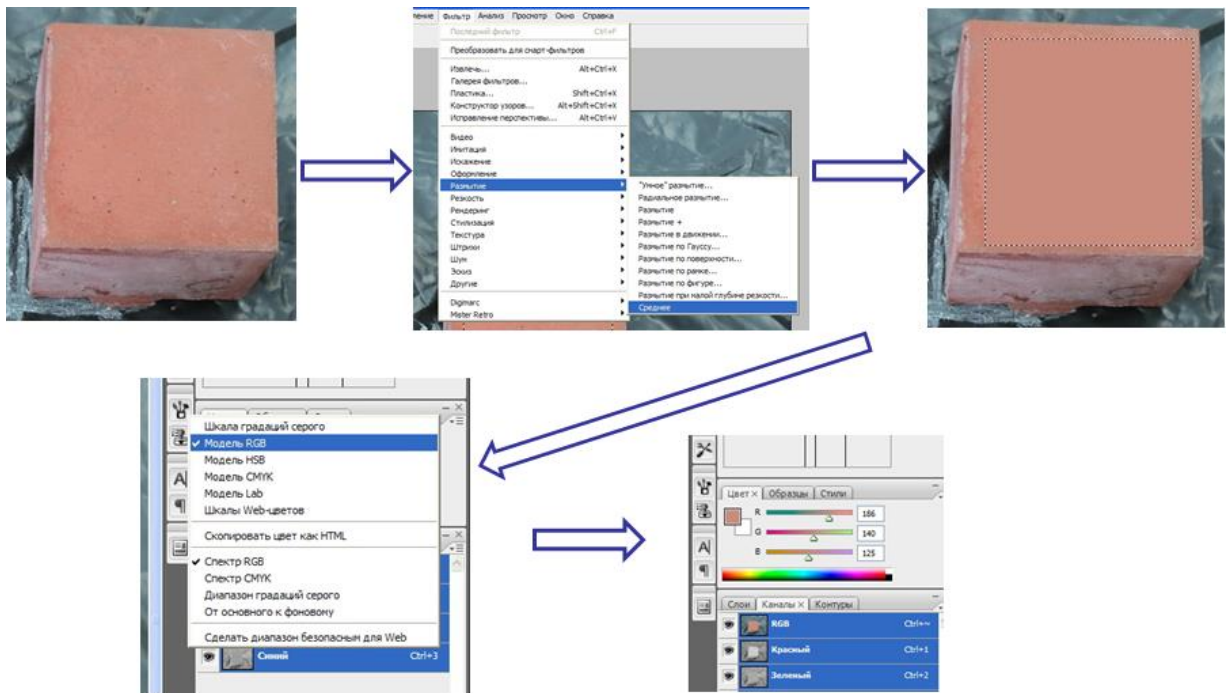 Фильтр Анализ Просмотр Окно Справка
Последний фильтр Ctrl+F
Преобразовать для смарт-фильтров
Извлечь... Alt+Ctrl+X
Галерея фильтров...
Пластика... Shift+Ctrl+X
Конструктор узоров... Alt+Shift+Ctrl+X
Исправление перспективы... Alt+Ctrl+V
Видео
Имитация
Искажение
Оформление
Размытие
Резкость
Рендеринг
Стилизация
Текстура
Штрихи
Шум
Эскиз
Другие
Digimarc
Mister Retro
"Умное" размытие...
Радиальное размытие...
Размытие
Размытие +
Размытие в движении...
Размытие по Гауссу...
Размытие по поверхности...
Размытие по рамке...
Размытие по фигуре...
Размытие при малой глубине резкости...
Среднее
Шкала градаций серого
Модель RGB
Модель HSB
Модель CMYK
Модель Lab
Шкалы Web-цветов
Скопировать цвет как HTML
Спектр RGB
Спектр CMYK
Диапазон градаций серого
От основного к фоновому
Сделать диапазон безопасным для Web
Синий Ctrl+3
Цвет × Образцы Стили
R 186
G 140
B 125
Слои Каналы × Контуры
RGB Ctrl+~
Красный Ctrl+1
Зеленый Ctrl+2